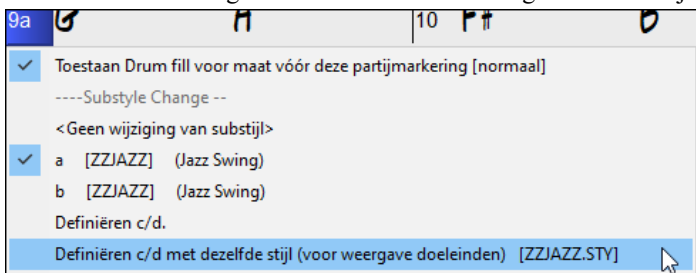 9a G A 10 F# B
Toestaan Drum fill voor maat vóór deze partijmarkering [normaal]
----Substyle Change --
<Geen wijziging van substijl>
a [ZZJAZZ] (Jazz Swing)
b [ZZJAZZ] (Jazz Swing)
Definiëren c/d.
Definiëren c/d met dezelfde stijl (voor weergave doeleinden) [ZZJAZZ.STY]